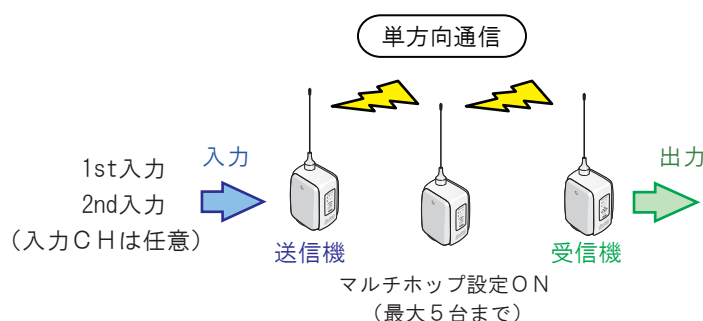 単方向通信
1st入力
2nd入力
（入力ＣＨは任意）
入力
送信機
マルチホップ設定ＯＮ
（最大５台まで）
受信機
出力